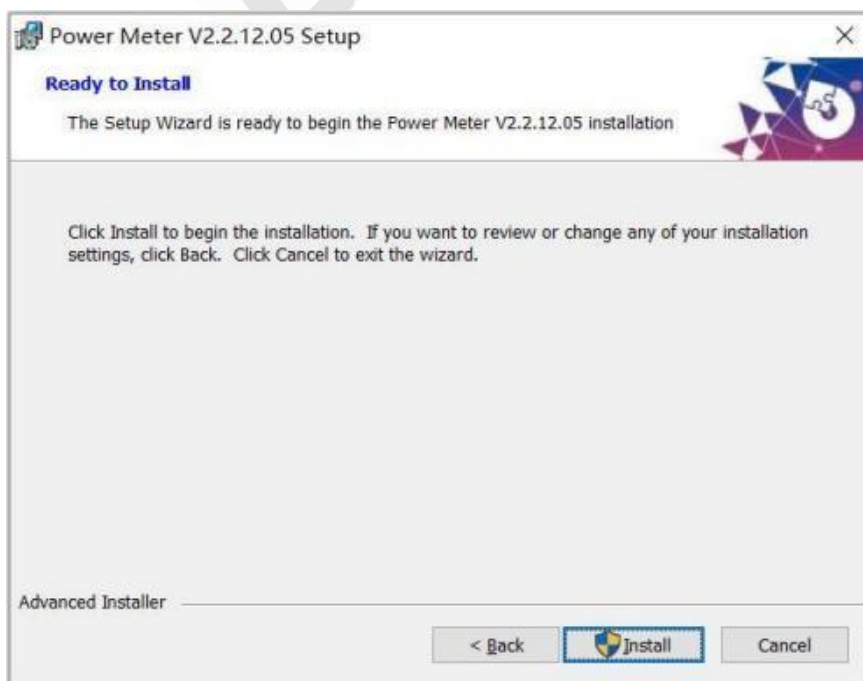 Power Meter V2.2.12.05 Setup
Ready to Install
The Setup Wizard is ready to begin the Power Meter V2.2.12.05 installation
Click Install to begin the installation. If you want to review or change any of your installation
settings, click Back. Click Cancel to exit the wizard.
Advanced Installer
< Back
Install
Cancel